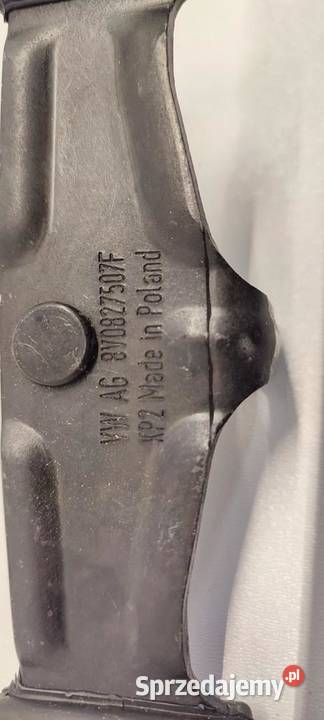 VW AG 8V0827507F
KP2 Made in Poland
Sprzedajemy.pl